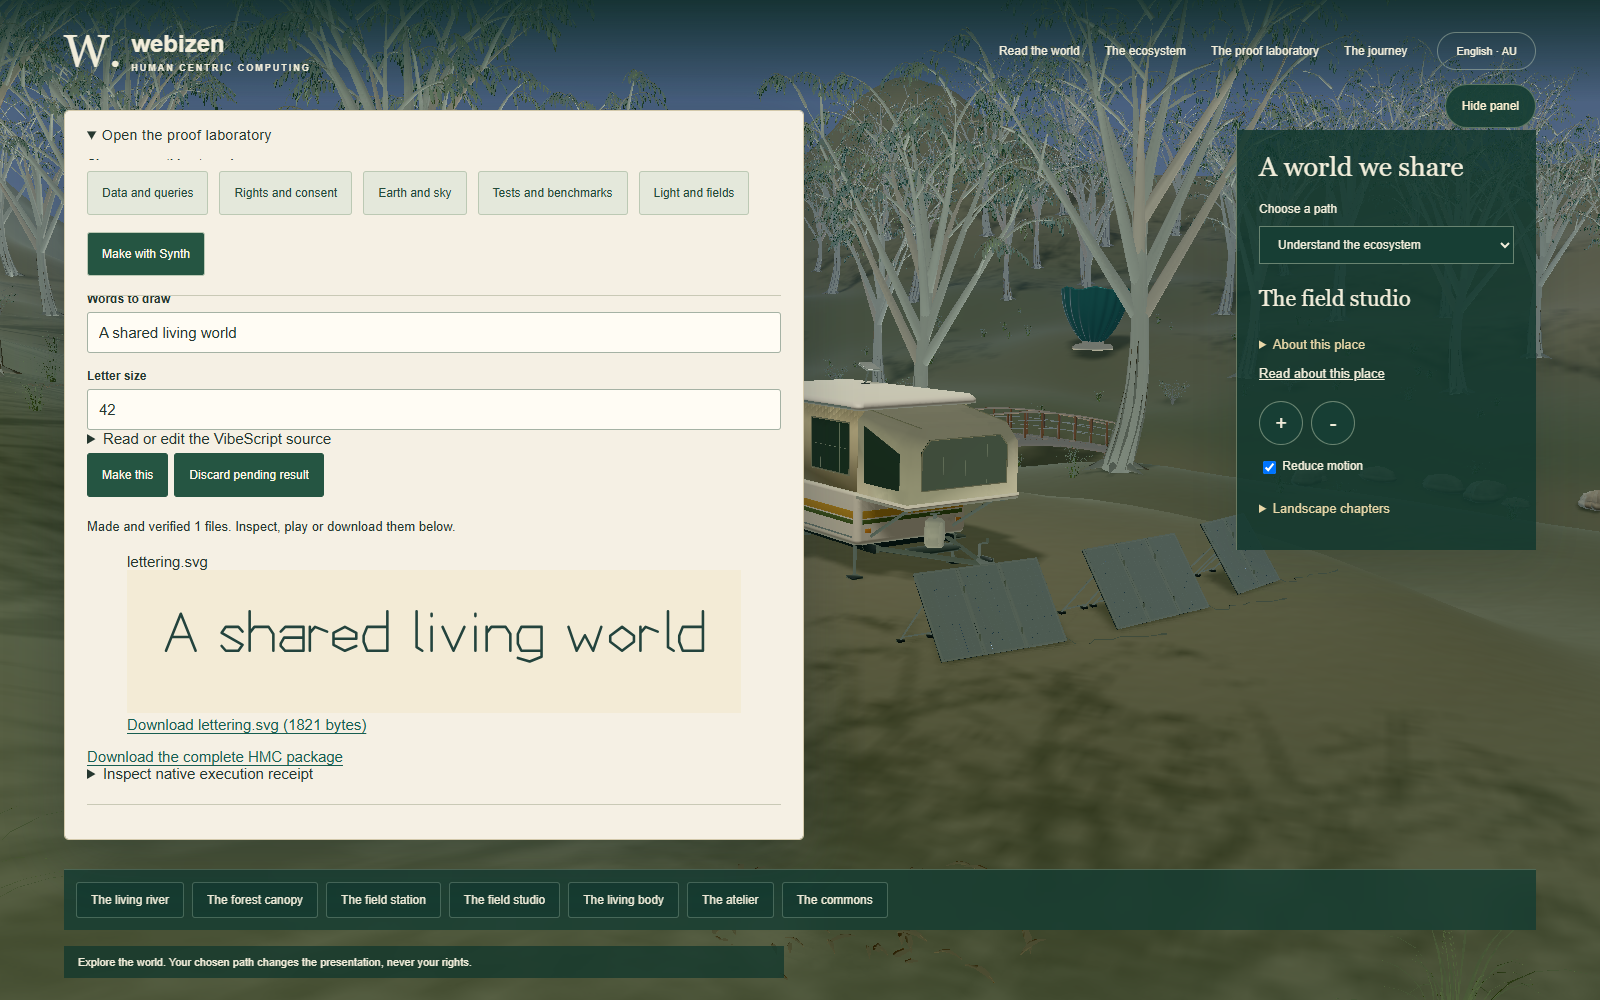 W.
webizen
HUMAN CENTRIC COMPUTING
Read the world
The ecosystem
The proof laboratory
The journey
English · AU
Hide panel
Open the proof laboratory
Data and queries
Rights and consent
Earth and sky
Tests and benchmarks
Light and fields
Make with Synth
Words to draw
A shared living world
Letter size
42
Read or edit the VibeScript source
Make this
Discard pending result
Made and verified 1 files. Inspect, play or download them below.
lettering.svg
A shared living world
Download lettering.svg (1821 bytes)
Download the complete HMC package
Inspect native execution receipt
A world we share
Choose a path
Understand the ecosystem
The field studio
About this place
Read about this place
+
-
Reduce motion
Landscape chapters
The living river
The forest canopy
The field station
The field studio
The living body
The atelier
The commons
Explore the world. Your chosen path changes the presentation, never your rights.